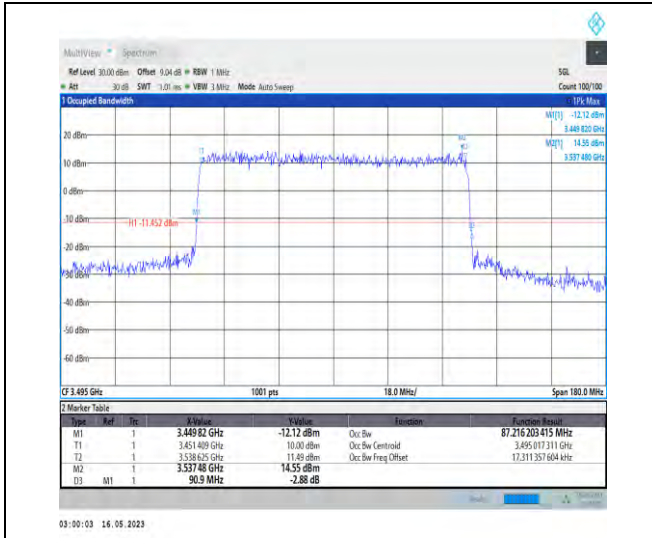 MultiView Spectrum
Ref Level 30.00 dBm Offset 9.04 dB RBW 1 MHz SGL
Att 30 dB SWT 1.01 ms VBW 3 MHz Mode Auto Sweep Count 100/100
1 Occupied Bandwidth 1Pk Max
M1[1] -12.12 dBm
3.449 820 GHz
M2[1] 14.55 dBm
3.537 480 GHz
20 dBm
M2
T1
T2
10 dBm
0 dBm
M1
-10 dBm
H1 -11.452 dBm
D3
-20 dBm
-30 dBm
-40 dBm
-50 dBm
-60 dBm
CF 3.495 GHz 1001 pts 18.0 MHz/ Span 180.0 MHz
2 Marker Table
Type Ref Trc X-Value Y-Value Function Function Result
M1 1 3.449 82 GHz -12.12 dBm Occ Bw 87.216 203 415 MHz
T1 1 3.451 409 GHz 10.00 dBm Occ Bw Centroid 3.495 017 311 GHz
T2 1 3.538 625 GHz 11.49 dBm Occ Bw Freq Offset 17.311 357 604 kHz
M2 1 3.537 48 GHz 14.55 dBm
D3 M1 1 90.9 MHz -2.88 dB
03:00:03 16.05.2023